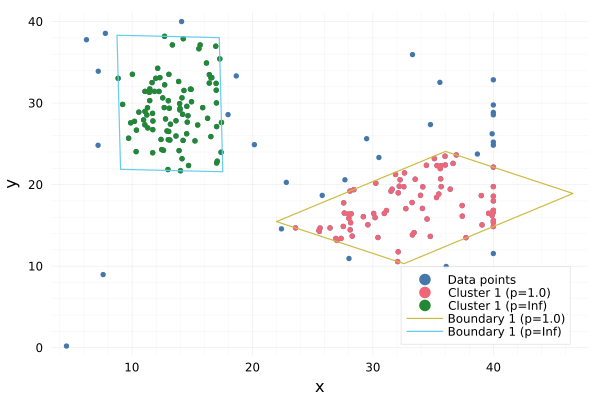 40
30
20
10
0
y
10
20
30
40
x
Data points
Cluster 1 (p=1.0)
Cluster 1 (p=Inf)
Boundary 1 (p=1.0)
Boundary 1 (p=Inf)